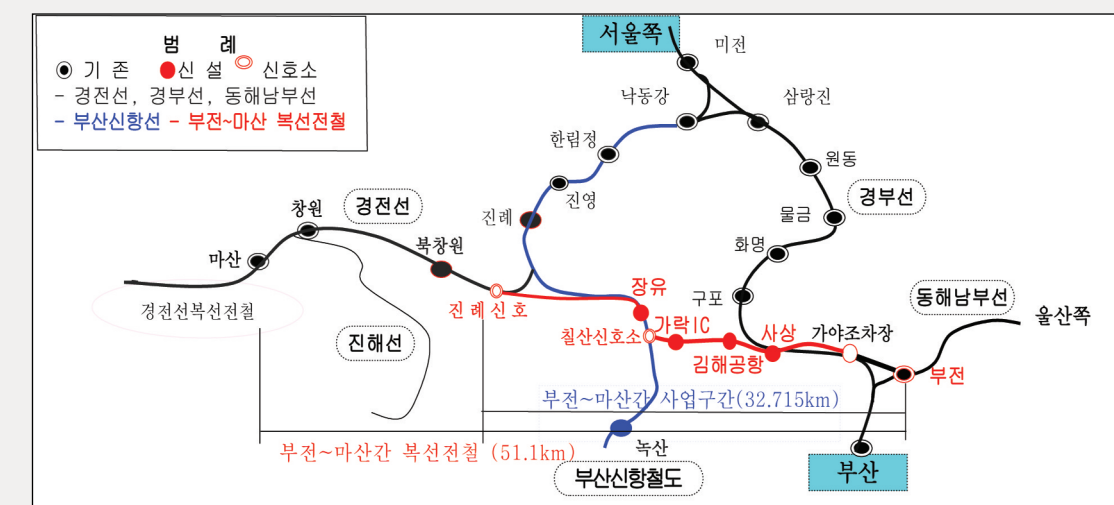 범 례
기 존 신 설 신호소
- 경전선, 경부선, 동해남부선
- 부산신항선 - 부전~마산 복선전철
서울쪽
미전
낙동강
삼랑진
한림정
원동
진영
경부선
창원
경전선
진례
물금
북창원
화명
마산
장유
구포
동해남부선
경전선복선전철
진례신호
울산쪽
가락IC
사상
가야조차장
칠산신호소
진해선
김해공항
부전
부전~마산간 사업구간(32.715km)
부전~마산간 복선전철 (51.1km)
녹산
부산신항철도
부산